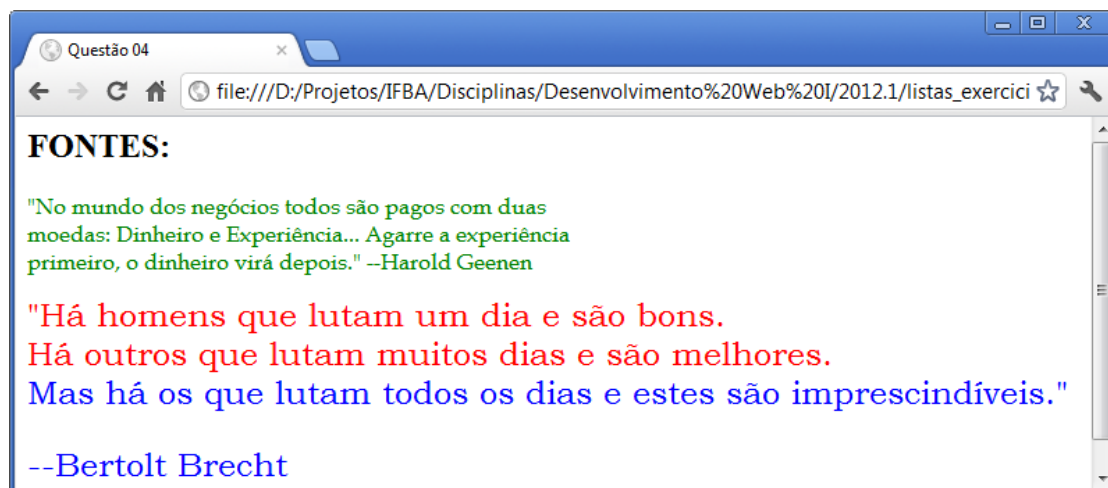 Questão 04
file:///D:/Projetos/IFBA/Disciplinas/Desenvolvimento%20Web%20I/2012.1/listas_exercici
FONTES:
"No mundo dos negócios todos são pagos com duas
moedas: Dinheiro e Experiência... Agarre a experiência
primeiro, o dinheiro virá depois." --Harold Geenen
"Há homens que lutam um dia e são bons.
Há outros que lutam muitos dias e são melhores.
Mas há os que lutam todos os dias e estes são imprescindíveis."
--Bertolt Brecht